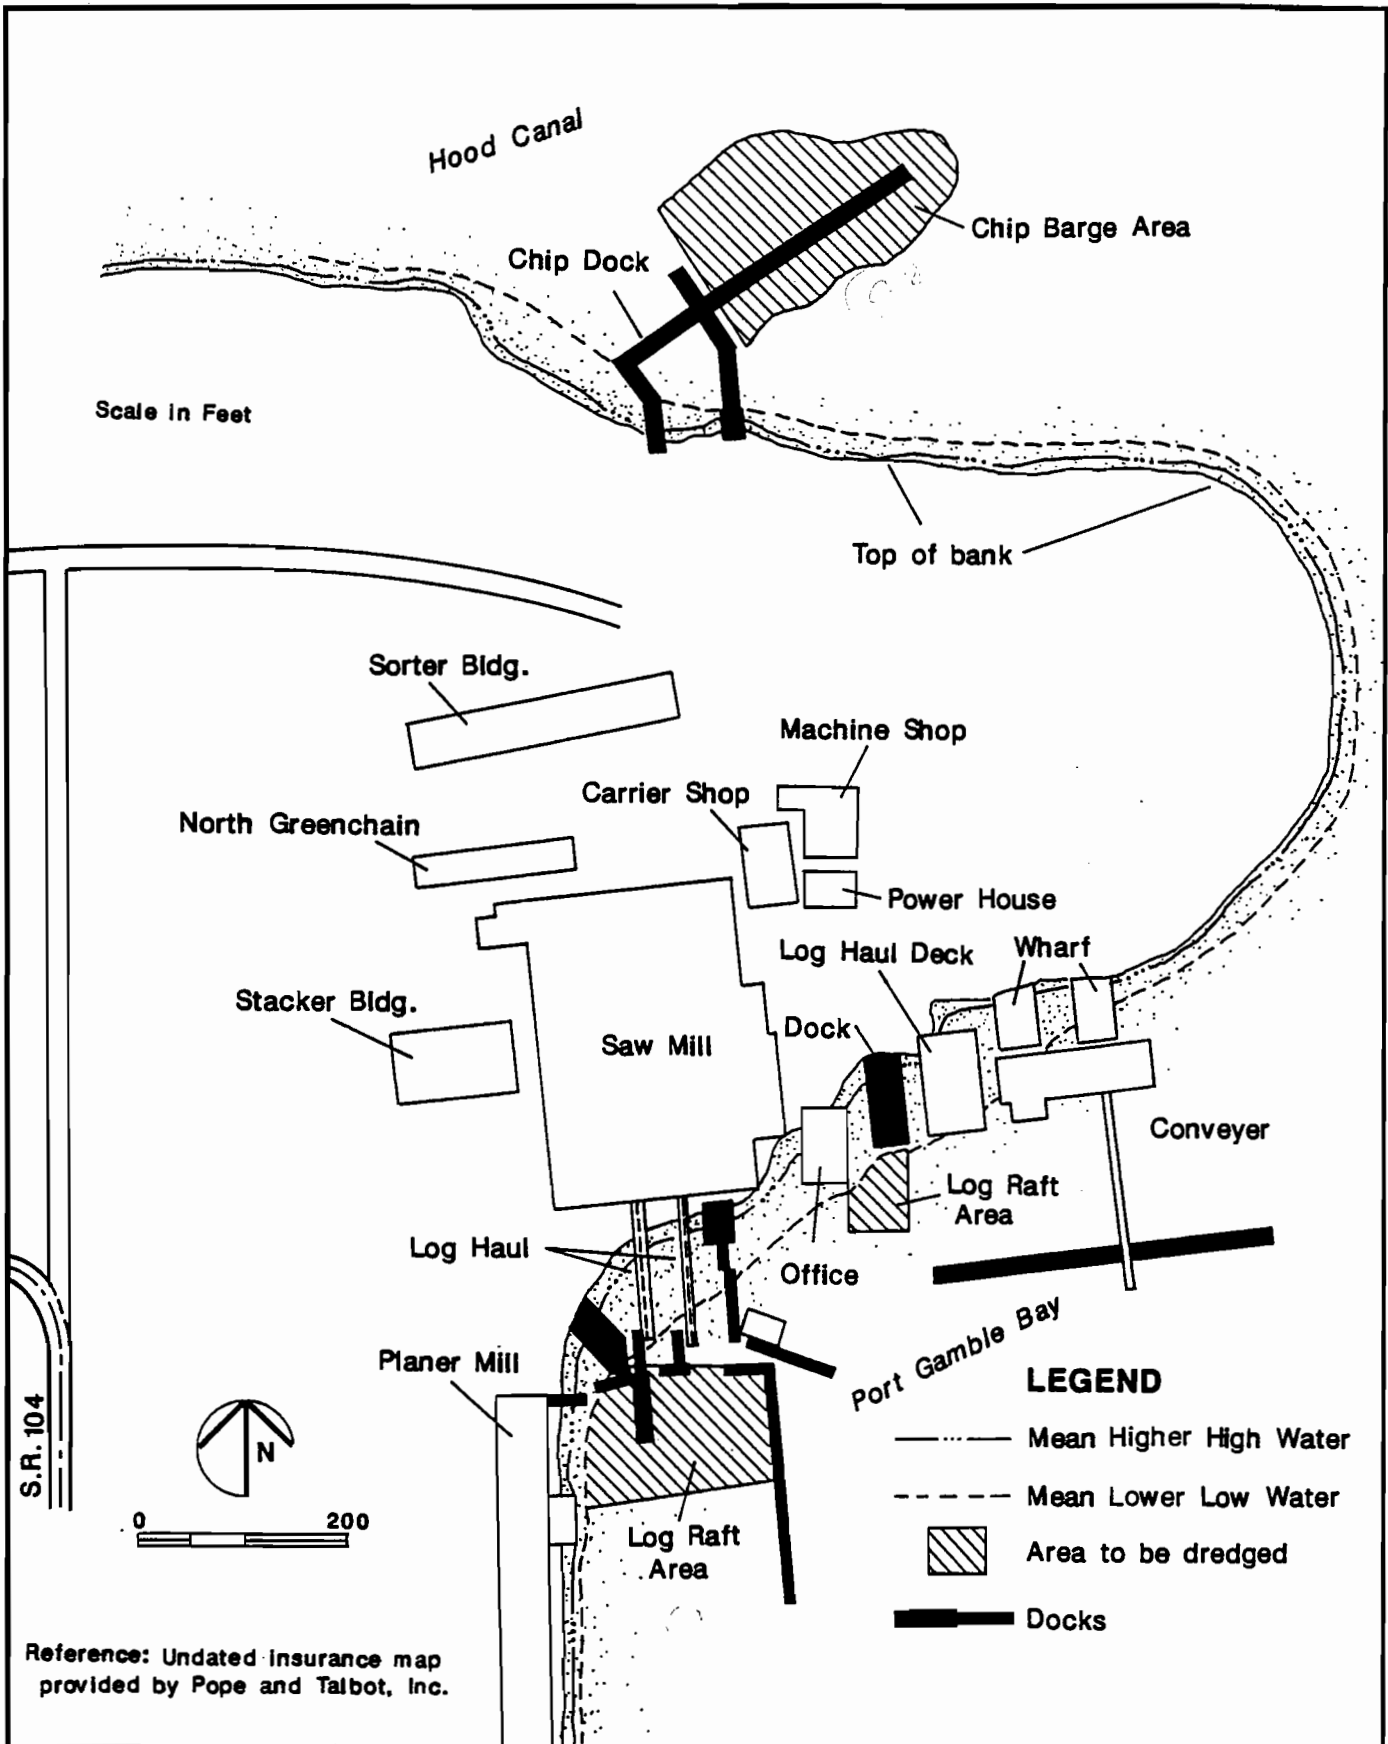 Hood Canal
Chip Barge Area
Chip Dock
Scale in Feet
Top of bank
Sorter Bldg.
Machine Shop
Carrier Shop
North Greenchain
Power House
Log Haul Deck
Wharf
Stacker Bldg.
Dock
Saw Mill
Conveyer
Log Raft
Area
Log Haul
Office
Port Gamble Bay
Planer Mill
S.R. 104
N
0 200
Log Raft
Area
LEGEND
Mean Higher High Water
Mean Lower Low Water
Area to be dredged
Docks
Reference: Undated insurance map
provided by Pope and Talbot, Inc.